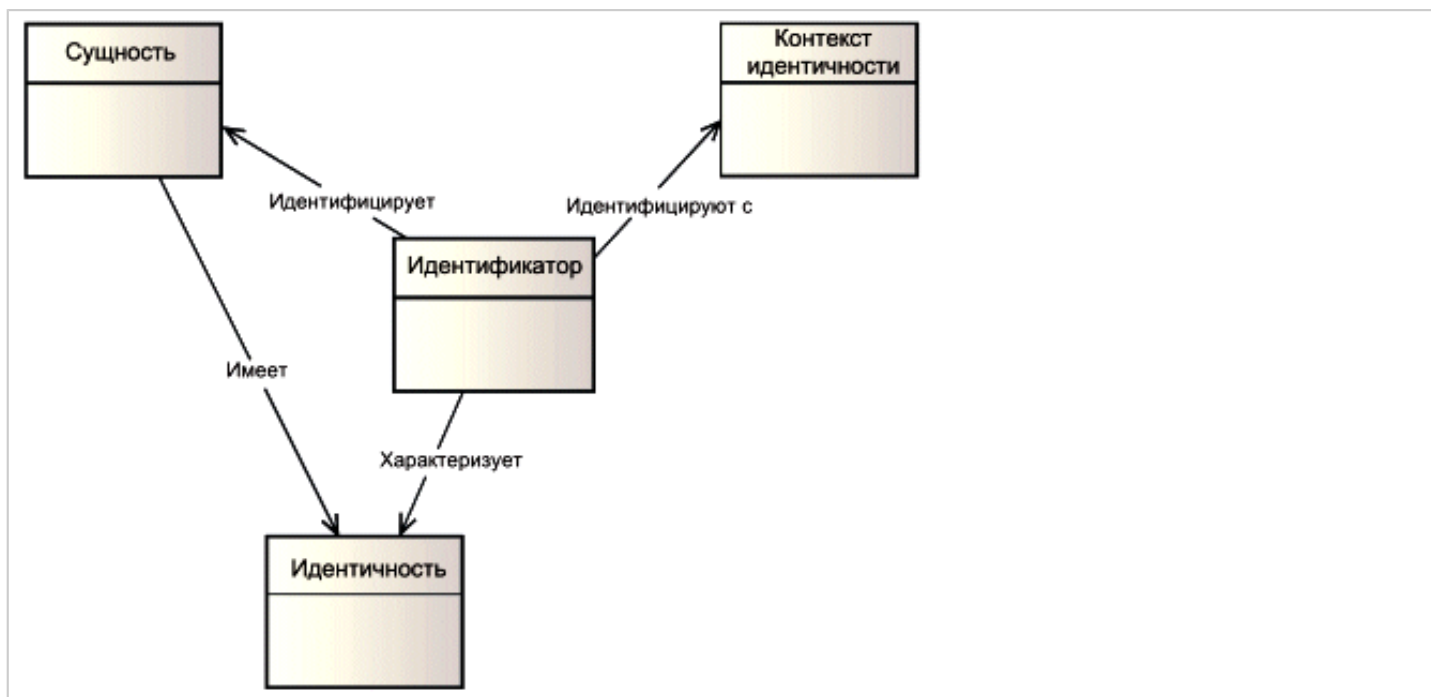 Сущность
Контекст
идентичности
Идентифицирует
Идентифицируют с
Идентификатор
Имеет
Характеризует
Идентичность